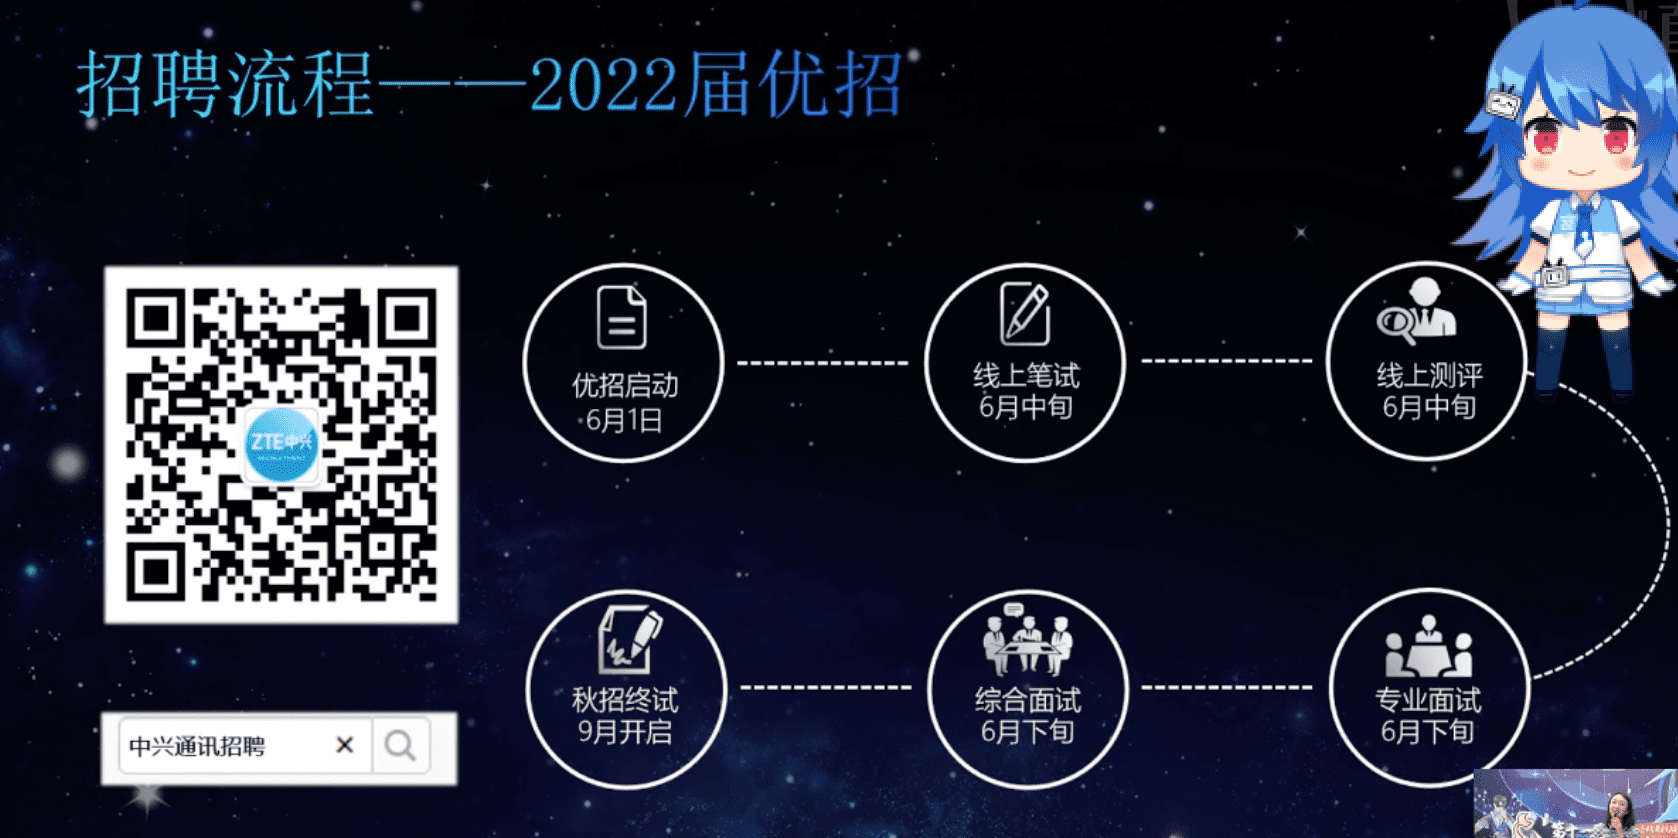 招聘流程——2022届优招
优招启动
6月1日
线上笔试
6月中旬
线上测评
6月中旬
ZTE中兴
秋招终试
9月开启
综合面试
6月下旬
专业面试
6月下旬
中兴通讯招聘